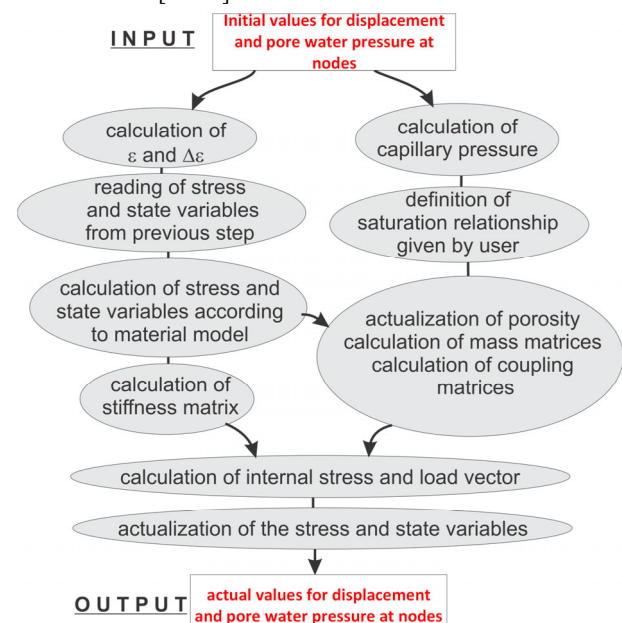 INPUT
Initial values for displacement
and pore water pressure at
nodes
calculation of
ε and Δε
calculation of
capillary pressure
reading of stress
and state variables
from previous step
definition of
saturation relationship
given by user
calculation of stress and
state variables according
to material model
actualization of porosity
calculation of mass matrices
calculation of coupling
matrices
calculation of
stiffness matrix
calculation of internal stress and load vector
actualization of the stress and state variables
OUTPUT
actual values for displacement
and pore water pressure at nodes